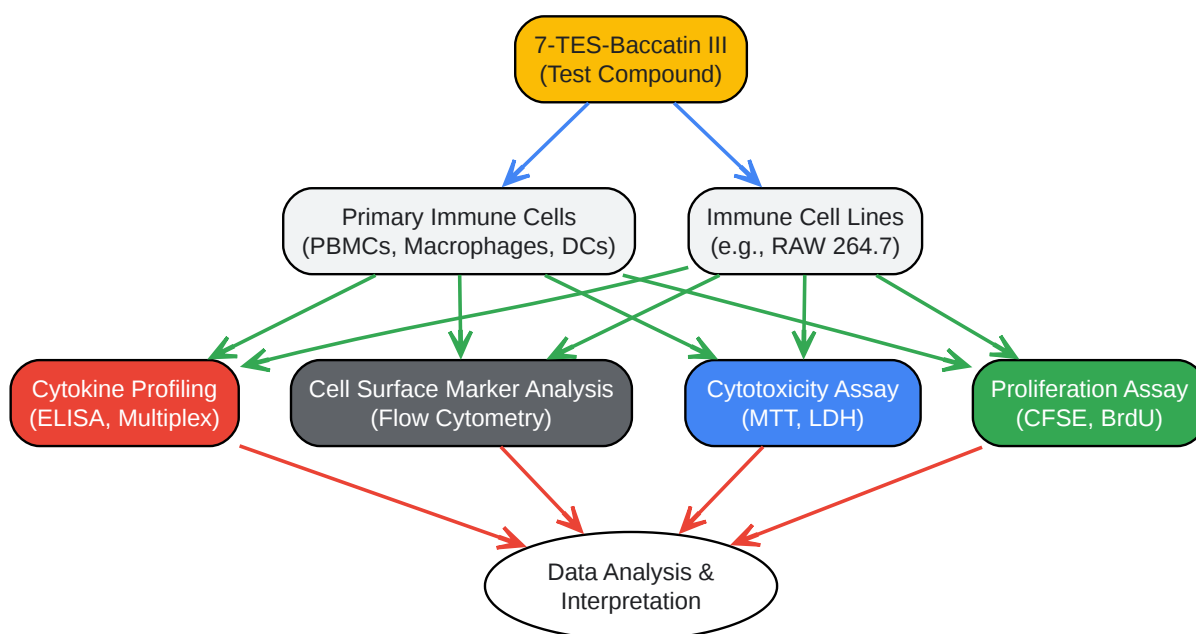 7-TES-Baccatin III
(Test Compound)
Primary Immune Cells
(PBMCs, Macrophages, DCs)
Immune Cell Lines
(e.g., RAW 264.7)
Cytokine Profiling
(ELISA, Multiplex)
Cell Surface Marker Analysis
(Flow Cytometry)
Cytotoxicity Assay
(MTT, LDH)
Proliferation Assay
(CFSE, BrdU)
Data Analysis &
Interpretation